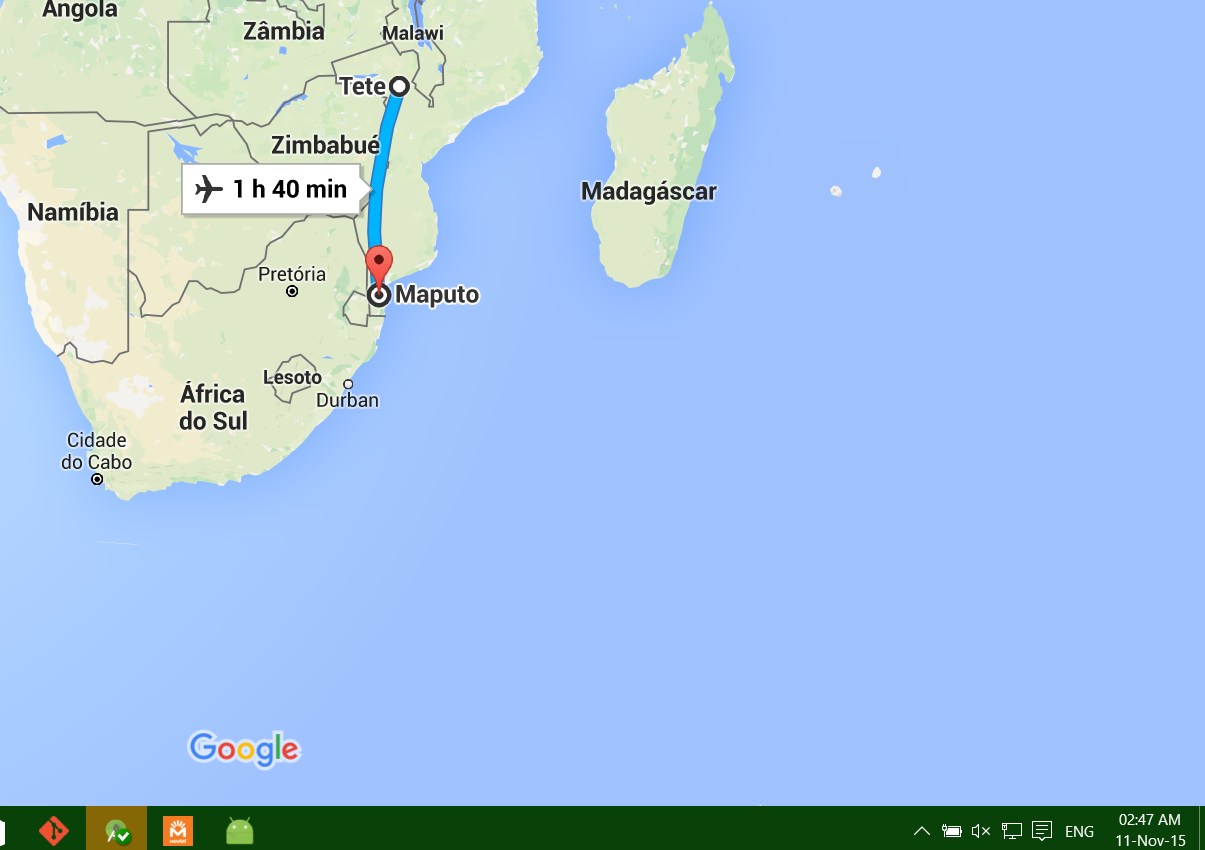 Angola
Zâmbia
Malawi
Tete
Zimbabué
1 h 40 min
Madagáscar
Namíbia
Pretória
Maputo
Lesoto
África
do Sul
Durban
Cidade
do Cabo
Google
ENG
02:47 AM
11-Nov-15